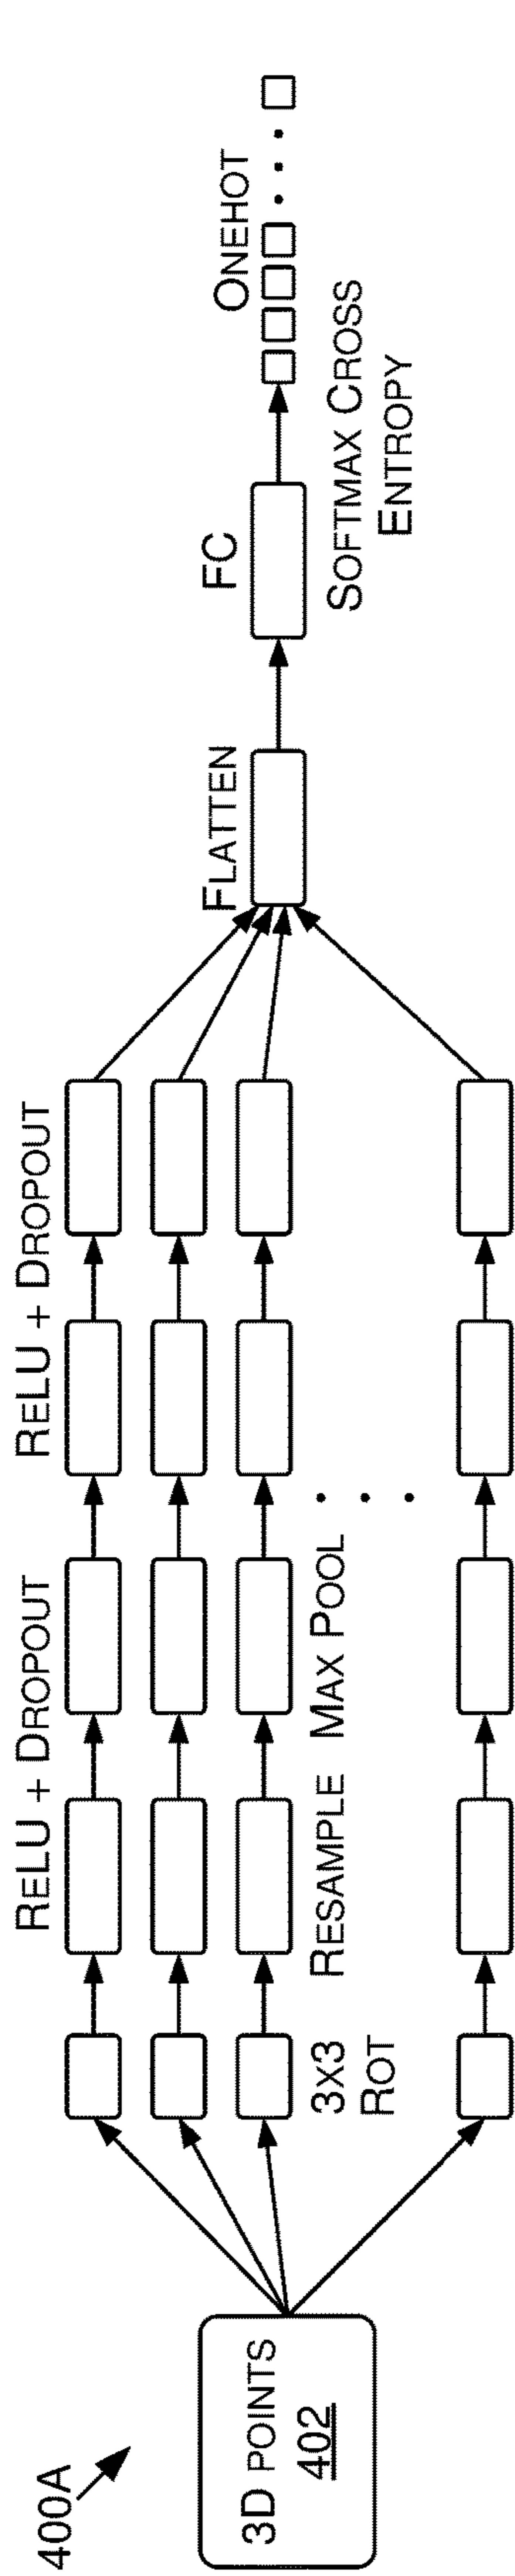 400A
3D POINTS
402
3X3
ROT
RELU + DROPOUT
RESAMPLE
MAX POOL
RELU + DROPOUT
FLATTEN
FC
SOFTMAX CROSS
ENTROPY
ONEHOT